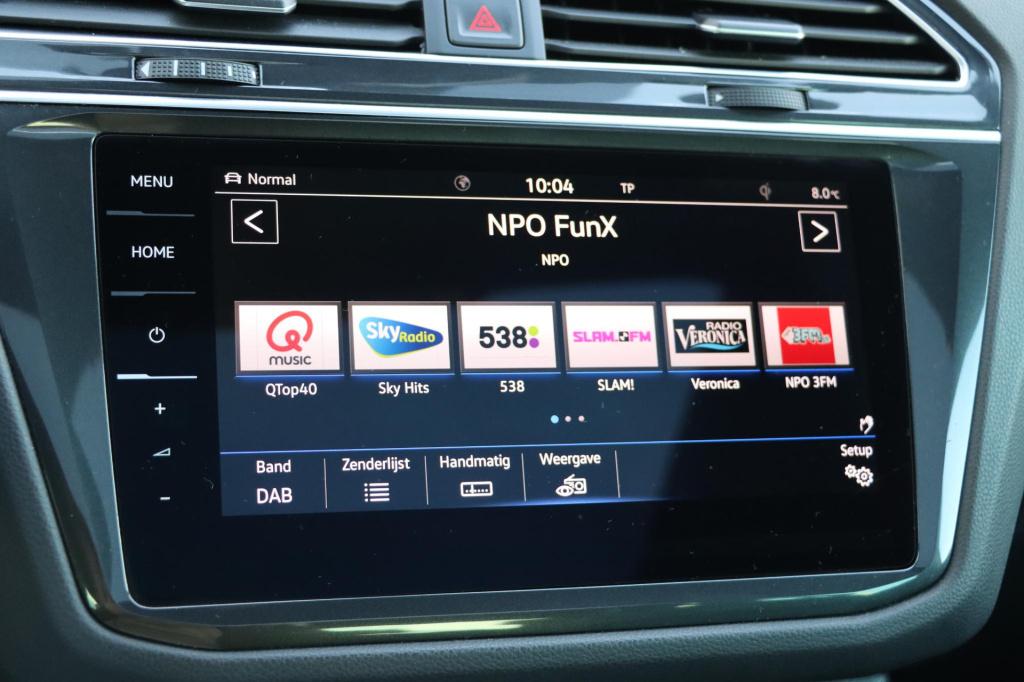 MENU
HOME
+
-
Normal
10:04
TP
8.0°C
<
NPO FunX
>
NPO
Q
MUSIC
Sky Radio
538
SLAM.FM
RADIO
VERONICA
3FM
QTop40
Sky Hits
538
SLAM!
Veronica
NPO 3FM
Setup
Band
Zenderlijst
Handmatig
Weergave
DAB